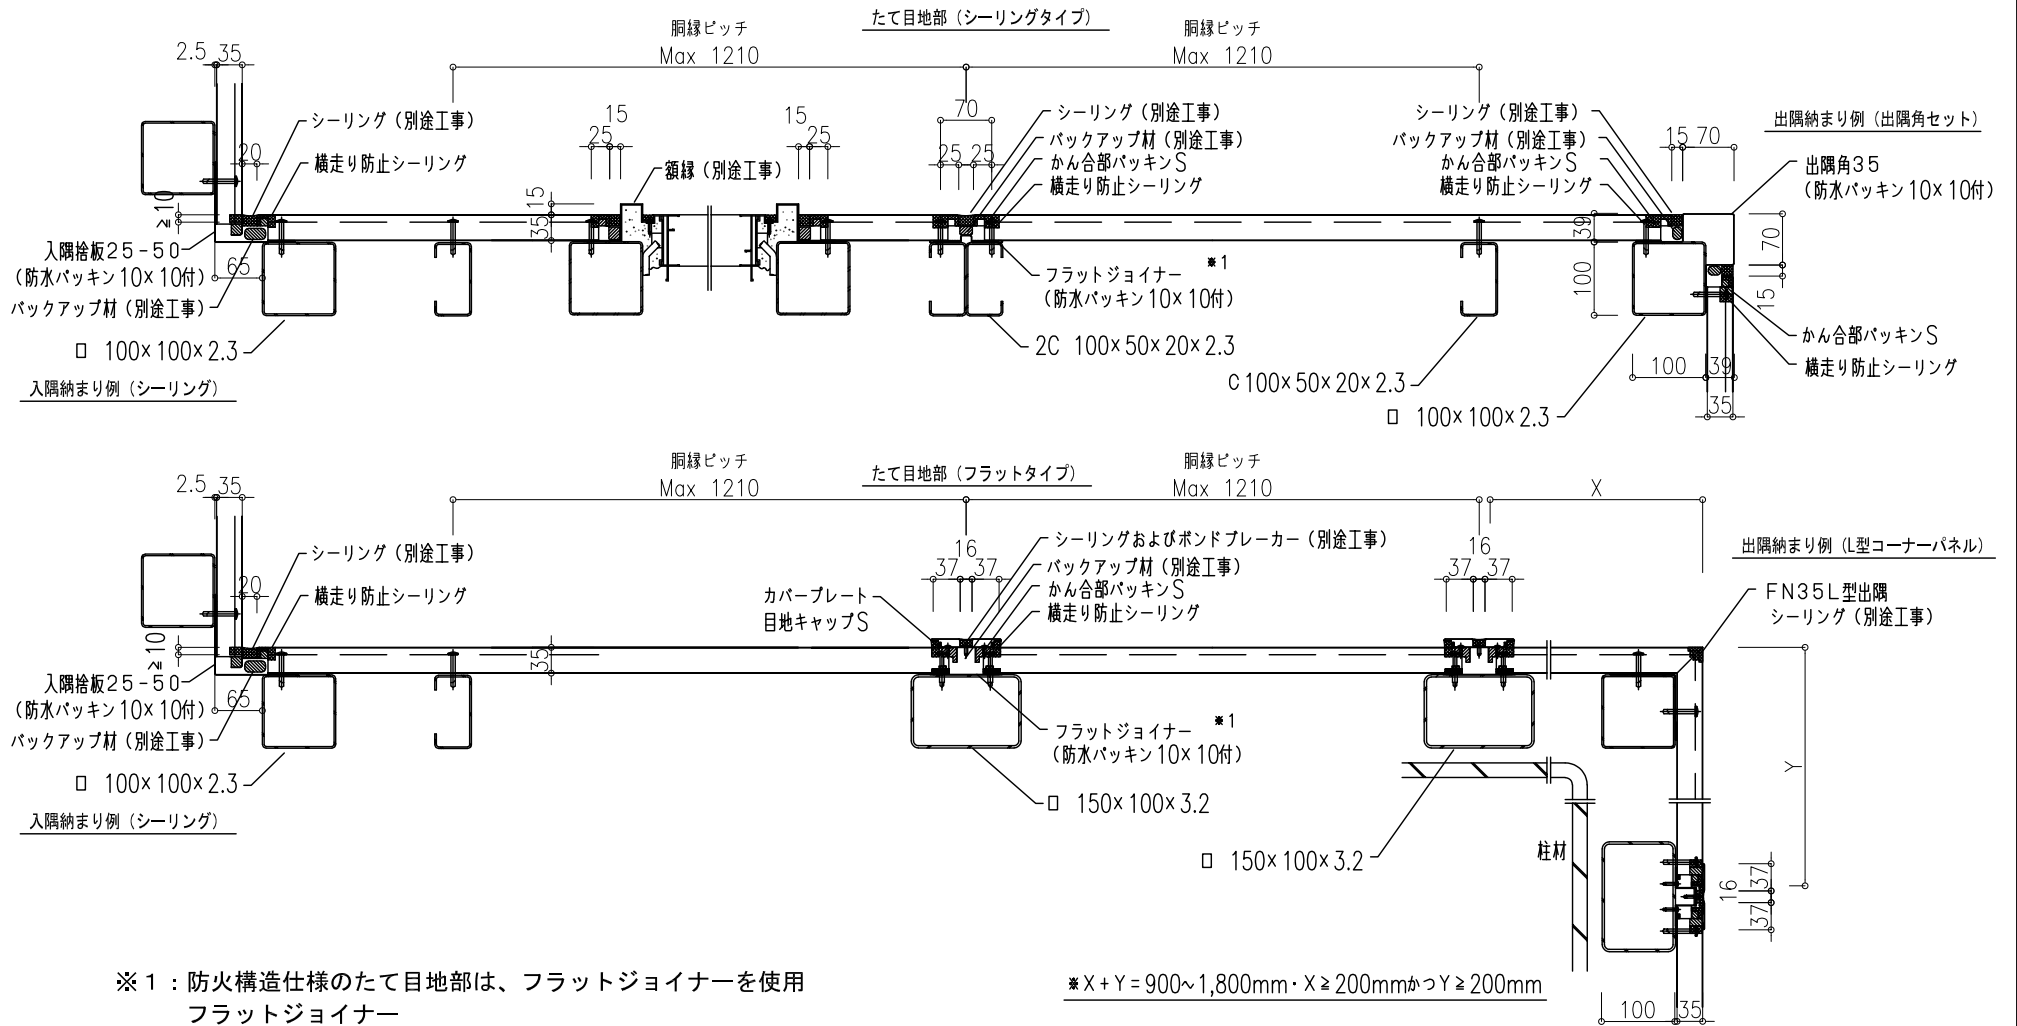 たて目地部（シーリングタイプ）
胴縁ピッチ
Max 1210
胴縁ピッチ
Max 1210
2.5 35
シーリング（別途工事）
20
横走り防止シーリング
≧10
入隅捨板25-50
（防水パッキン10×10付）
65
バックアップ材（別途工事）
□ 100×100×2.3
入隅納まり例（シーリング）
15
25
15
25
額縁（別途工事）
15
35
70
25 25
シーリング（別途工事）
バックアップ材（別途工事）
かん合部パッキンS
横走り防止シーリング
フラットジョイナー ※1
（防水パッキン10×10付）
2C 100×50×20×2.3
C100×50×20×2.3
□ 100×100×2.3
シーリング（別途工事）
バックアップ材（別途工事）
かん合部パッキンS
横走り防止シーリング
15 70
出隅納まり例（出隅角セット）
出隅角35
（防水パッキン10×10付）
39
100
70
15
かん合部パッキンS
横走り防止シーリング
100 39
35
たて目地部（フラットタイプ）
胴縁ピッチ
Max 1210
胴縁ピッチ
Max 1210
X
2.5 35
シーリング（別途工事）
20
横走り防止シーリング
≧10
入隅捨板25-50
（防水パッキン10×10付）
65
バックアップ材（別途工事）
□ 100×100×2.3
入隅納まり例（シーリング）
35
カバープレート
目地キャップS
16
37 37
シーリングおよびボンドブレーカー（別途工事）
バックアップ材（別途工事）
かん合部パッキンS
横走り防止シーリング
フラットジョイナー ※1
（防水パッキン10×10付）
□ 150×100×3.2
16
37 37
出隅納まり例（L型コーナーパネル）
FN35L型出隅
シーリング（別途工事）
Y
□ 150×100×3.2
柱材
37
16
37
100 35
※1：防火構造仕様のたて目地部は、フラットジョイナーを使用
フラットジョイナー
※X+Y=900~1,800mm・X≧200mmかつY≧200mm